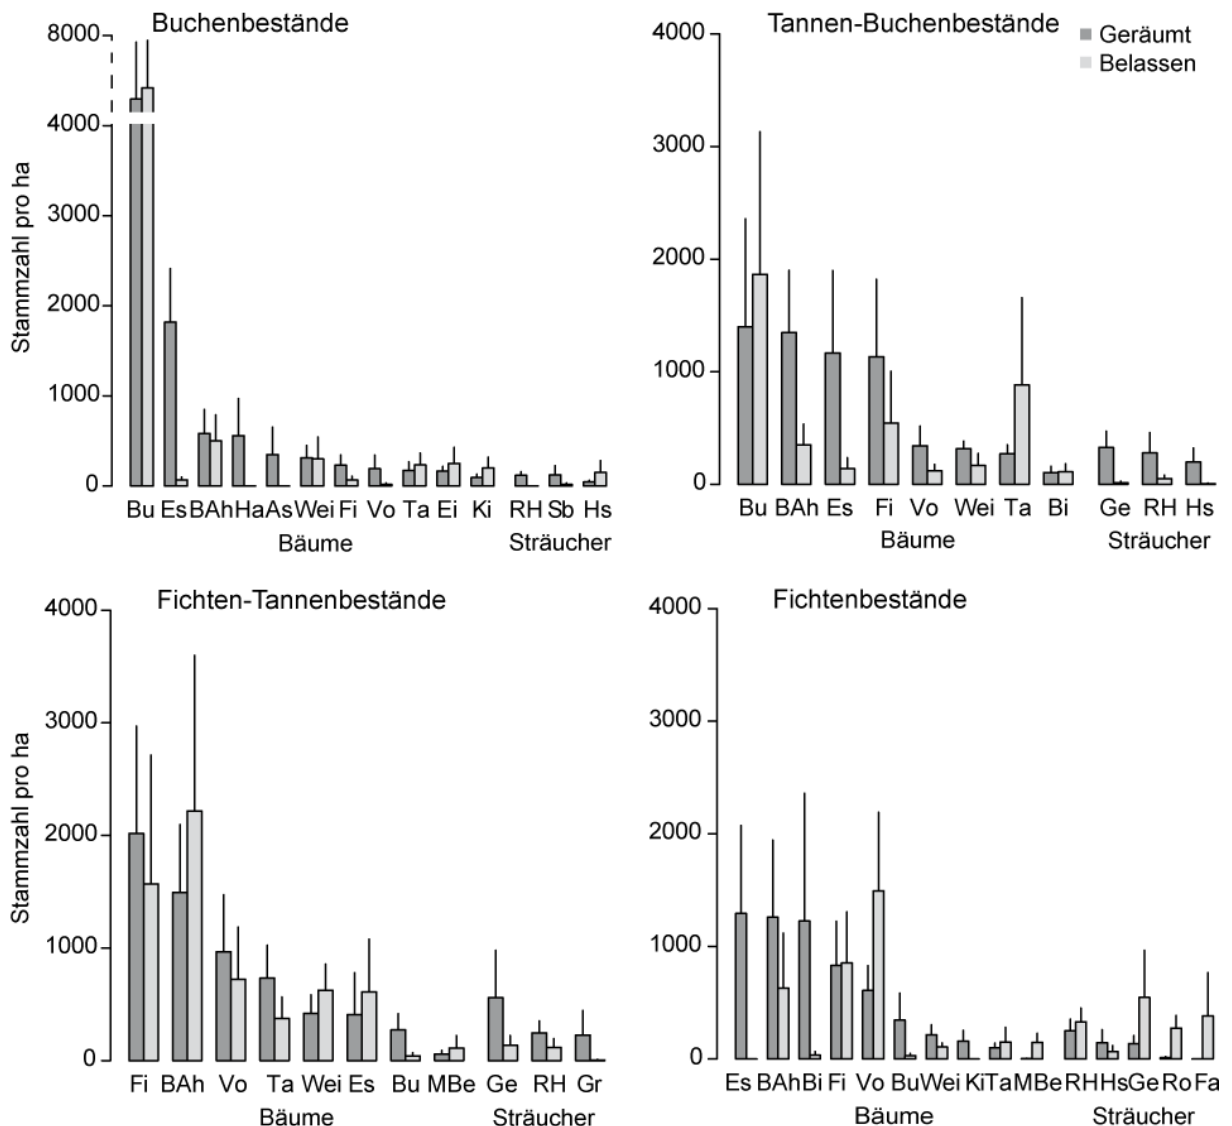 Buchenbestände
8000
4000
3000
2000
1000
0
Stammzahl pro ha
Bu Es BAh Ha As Wei Fi Vo Ta Ei Ki RH Sb Hs
Bäume Sträucher
Tannen-Buchenbestände
Geräumt
Belassen
4000
3000
2000
1000
0
Bu BAh Es Fi Vo Wei Ta Bi Ge RH Hs
Bäume Sträucher
Fichten-Tannenbestände
4000
3000
2000
1000
0
Stammzahl pro ha
Fi BAh Vo Ta Wei Es Bu MBe Ge RH Gr
Bäume Sträucher
Fichtenbestände
4000
3000
2000
1000
0
Es BAh Bi Fi Vo Bu Wei Ki Ta MBe RH Hs Ge Ro Fa
Bäume Sträucher